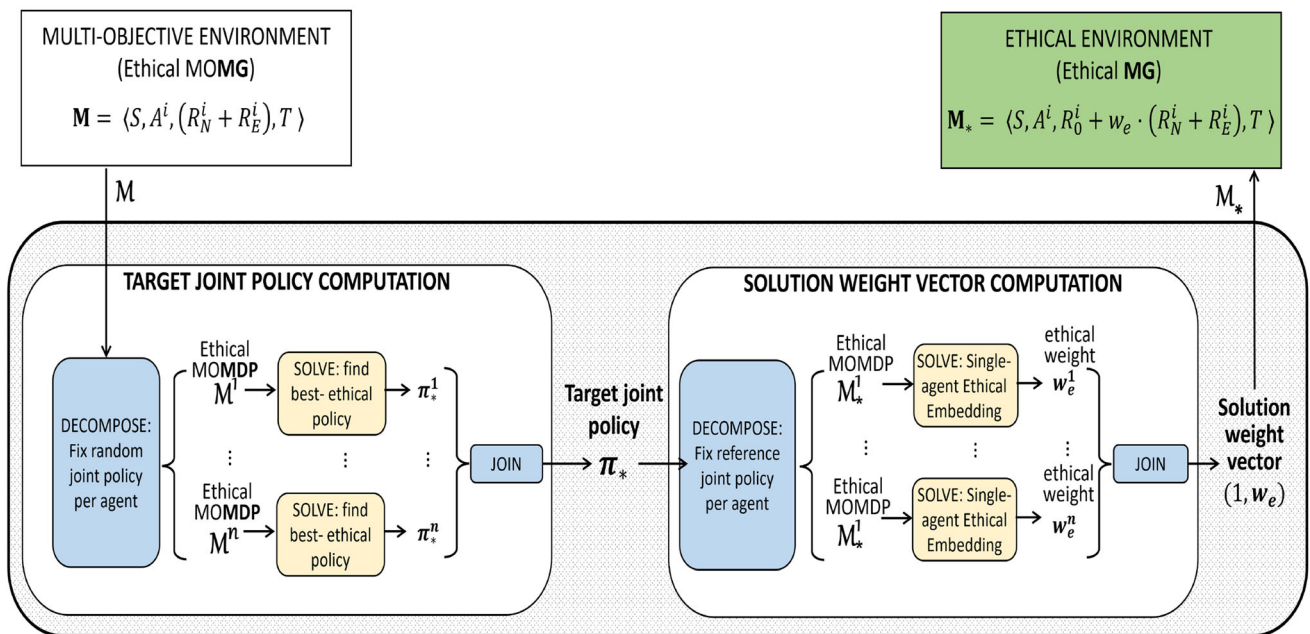 MULTI-OBJECTIVE ENVIRONMENT
(Ethical MOMG)
M = ⟨S, Aⁱ, (R_N^i + R_E^i), T⟩
ETHICAL ENVIRONMENT
(Ethical MG)
M_* = ⟨S, Aⁱ, R_0^i + w_e · (R_N^i + R_E^i), T⟩
M
M_*
TARGET JOINT POLICY COMPUTATION
DECOMPOSE:
Fix random
joint policy
per agent
Ethical
MOMDP
M^1
SOLVE: find
best- ethical
policy
π_*^1
⋮
⋮
⋮
Ethical
MOMDP
M^n
SOLVE: find
best- ethical
policy
π_*^n
JOIN
Target joint
policy
π_*
SOLUTION WEIGHT VECTOR COMPUTATION
DECOMPOSE:
Fix reference
joint policy
per agent
Ethical
MOMDP
M_*^1
SOLVE: Single-
agent Ethical
Embedding
ethical
weight
w_e^1
⋮
⋮
⋮
Ethical
MOMDP
M_*^1
SOLVE: Single-
agent Ethical
Embedding
ethical
weight
w_e^n
JOIN
Solution
weight
vector
(1, w_e)